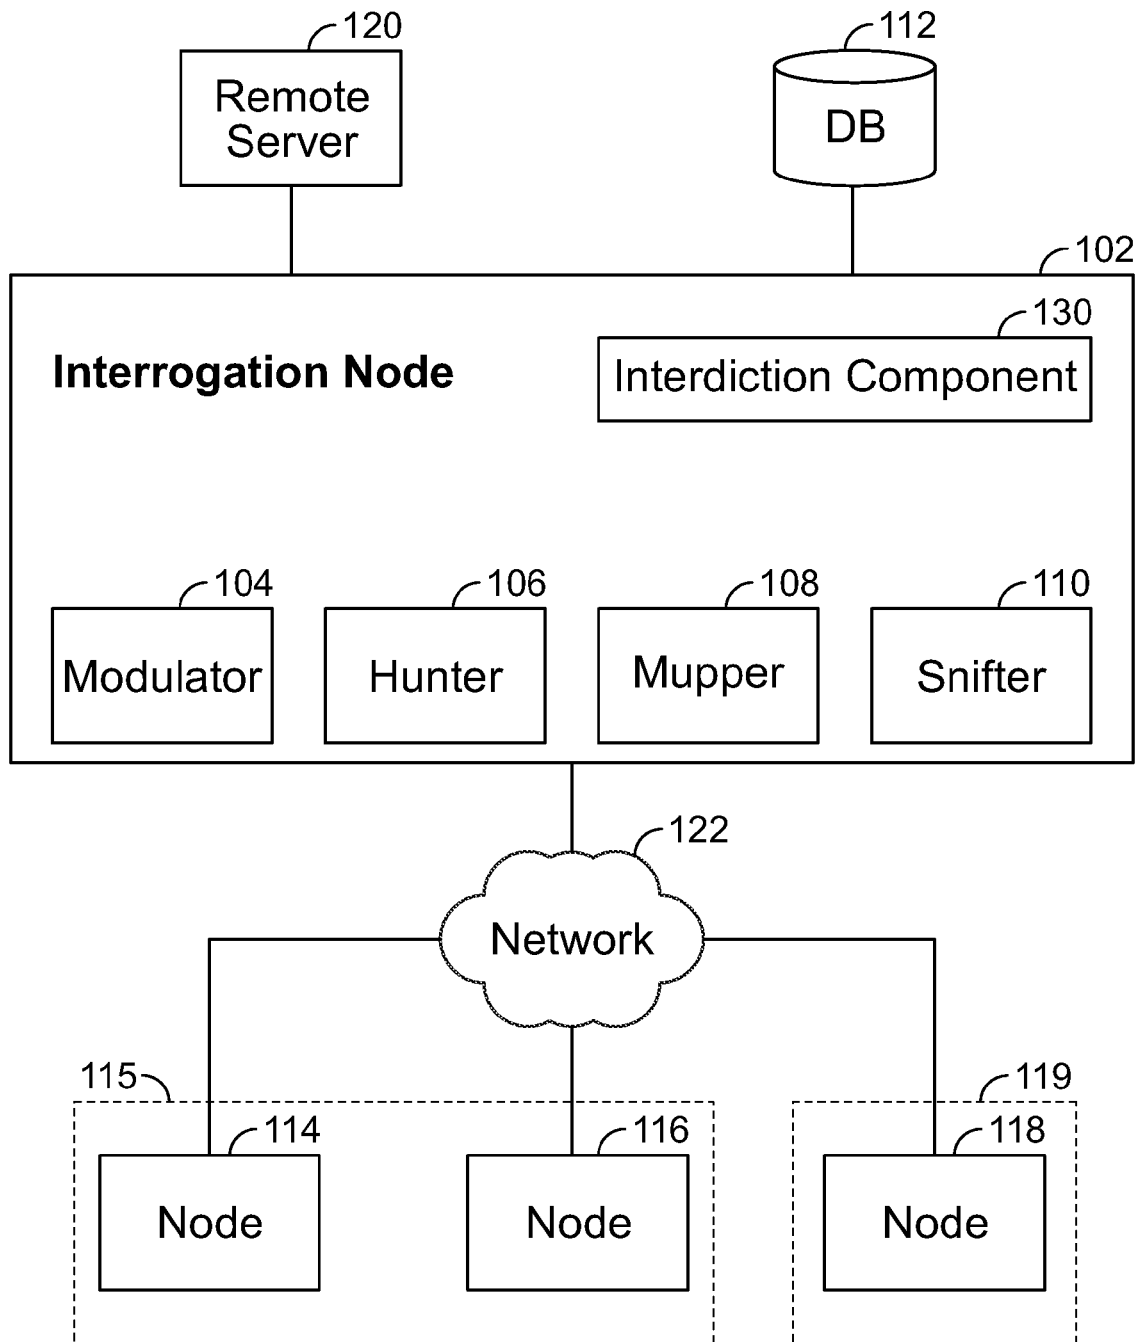 120
112
Remote
Server
DB
102
130
Interrogation Node
Interdiction Component
104
106
108
110
Modulator
Hunter
Mupper
Snifter
122
Network
115
119
114
116
118
Node
Node
Node